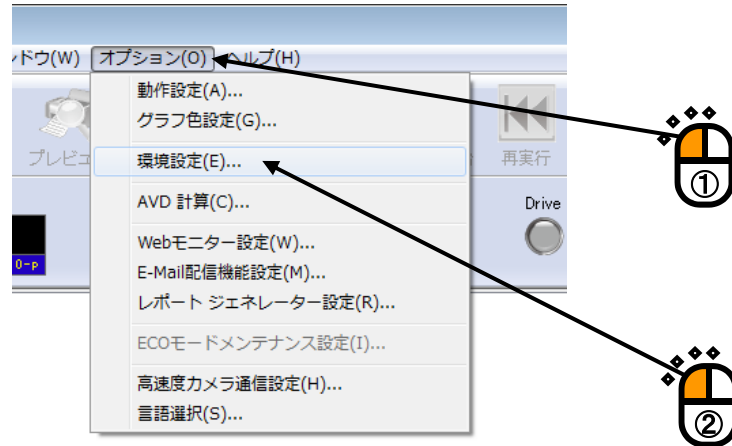 ンドウ(W) オプション(O) ヘルプ(H)
動作設定(A)...
グラフ色設定(G)...
プレビュ
環境設定(E)...
再実行
AVD 計算(C)...
Drive
Webモニター設定(W)...
0-p
E-Mail配信機能設定(M)...
レポート ジェネレーター設定(R)...
ECOモードメンテナンス設定(I)...
高速度カメラ通信設定(H)...
言語選択(S)...
①
②